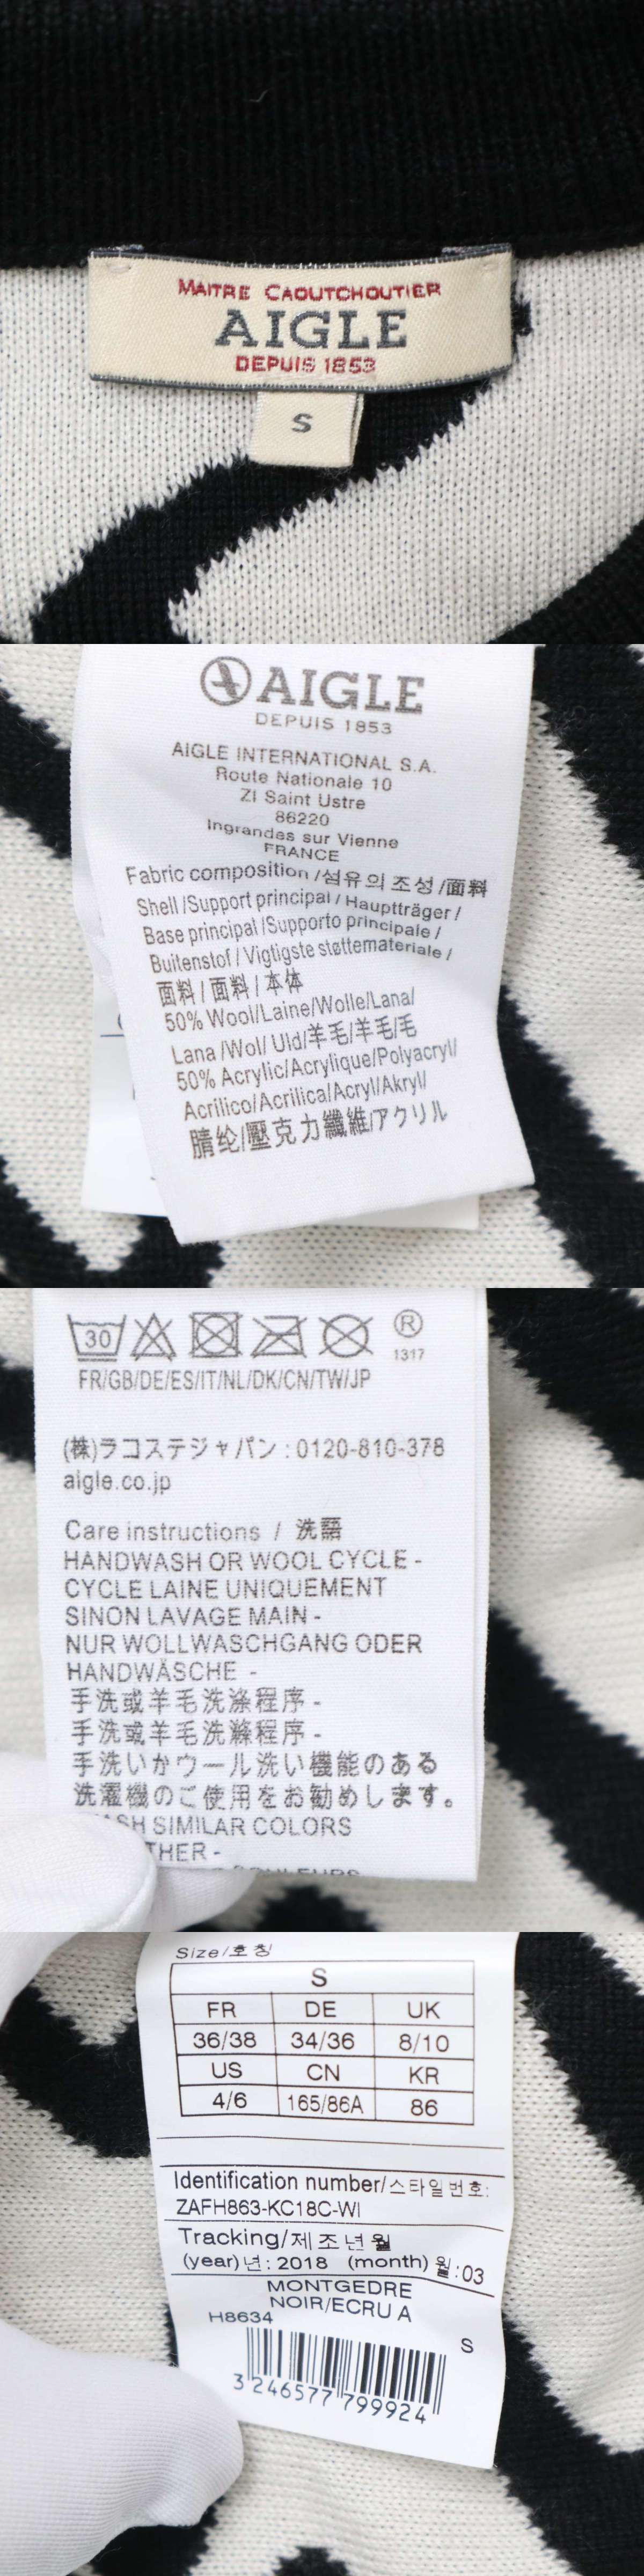 MAITRE CAOUTCHOUTIER
AIGLE
DEPUIS 1853
S
AIGLE
DEPUIS 1853
AIGLE INTERNATIONAL S.A.
Route Nationale 10
ZI Saint Ustre
86220
Ingrandes sur Vienne
FRANCE
Fabric composition /섬유의조성/面料
Shell /Support principal / Hauptträger /
Base principal /Supporto principale /
Buitenstof / Vigtigste støttemateriale /
面料 / 面料 / 本体
50% Wool/Laine/Wolle/Lana/
Lana /Wol/ Uld/羊毛/羊毛/毛
50% Acrylic/Acrylique/Polyacryl/
Acrilico/Acrilica/Acryl/Akryl/
腈纶/壓克力纖維/アクリル
30
®
1317
FR/GB/DE/ES/IT/NL/DK/CN/TW/JP
(株)ラコステジャパン : 0120-810-378
aigle.co.jp
Care instructions / 洗語
HANDWASH OR WOOL CYCLE -
CYCLE LAINE UNIQUEMENT
SINON LAVAGE MAIN -
NUR WOLLWASCHGANG ODER
HANDWÄSCHE -
手洗或羊毛洗涤程序 -
手洗或羊毛洗滌程序 -
手洗いかウール洗い機能のある
洗濯機のご使用をお勧めします。
SIMILAR COLORS
Size/호칭
S
FR DE UK
36/38 34/36 8/10
US CN KR
4/6 165/86A 86
Identification number/스타일번호:
ZAFH863-KC18C-WI
Tracking/제조년월
(year)년: 2018 (month) 월:03
MONTGEDRE
NOIR/ECRU A
H8634
S
3 246577 799924